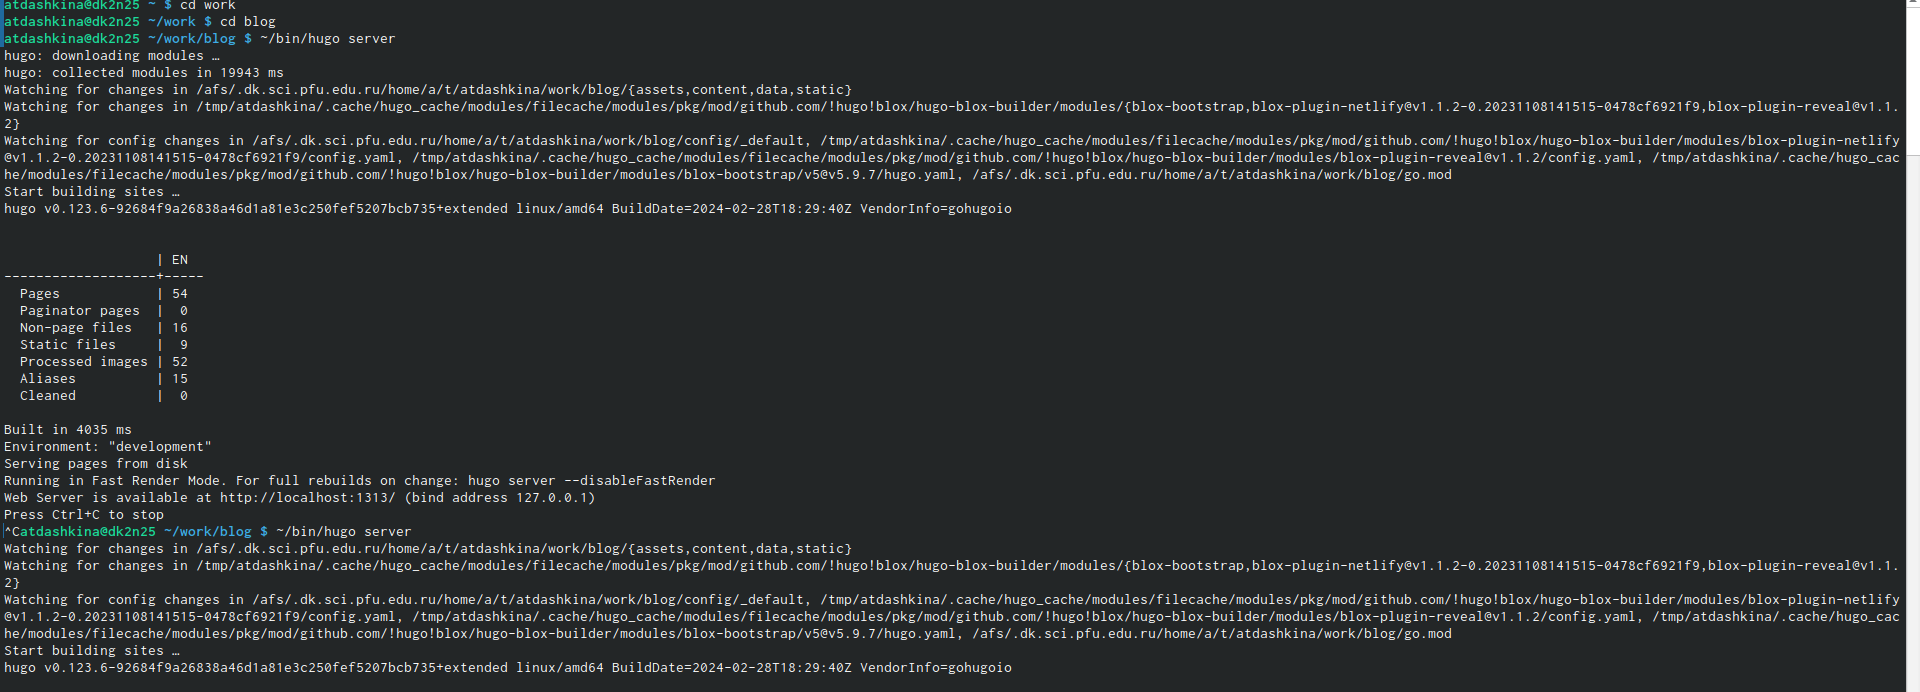 atdashkina@dk2n25 ~ $ cd work
atdashkina@dk2n25 ~/work $ cd blog
atdashkina@dk2n25 ~/work/blog $ ~/bin/hugo server
hugo: downloading modules …
hugo: collected modules in 19943 ms
Watching for changes in /afs/.dk.sci.pfu.edu.ru/home/a/t/atdashkina/work/blog/{assets,content,data,static}
Watching for changes in /tmp/atdashkina/.cache/hugo_cache/modules/filecache/modules/pkg/mod/github.com/!hugo!blox/hugo-blox-builder/modules/{blox-bootstrap,blox-plugin-netlify@v1.1.2-0.20231108141515-0478cf6921f9,blox-plugin-reveal@v1.1.
2}
Watching for config changes in /afs/.dk.sci.pfu.edu.ru/home/a/t/atdashkina/work/blog/config/_default, /tmp/atdashkina/.cache/hugo_cache/modules/filecache/modules/pkg/mod/github.com/!hugo!blox/hugo-blox-builder/modules/blox-plugin-netlify
@v1.1.2-0.20231108141515-0478cf6921f9/config.yaml, /tmp/atdashkina/.cache/hugo_cache/modules/filecache/modules/pkg/mod/github.com/!hugo!blox/hugo-blox-builder/modules/blox-plugin-reveal@v1.1.2/config.yaml, /tmp/atdashkina/.cache/hugo_cac
he/modules/filecache/modules/pkg/mod/github.com/!hugo!blox/hugo-blox-builder/modules/blox-bootstrap/v5@v5.9.7/hugo.yaml, /afs/.dk.sci.pfu.edu.ru/home/a/t/atdashkina/work/blog/go.mod
Start building sites …
hugo v0.123.6-92684f9a26838a46d1a81e3c250fef5207bcb735+extended linux/amd64 BuildDate=2024-02-28T18:29:40Z VendorInfo=gohugoio
| EN
-------------------+-----
Pages | 54
Paginator pages | 0
Non-page files | 16
Static files | 9
Processed images | 52
Aliases | 15
Cleaned | 0
Built in 4035 ms
Environment: "development"
Serving pages from disk
Running in Fast Render Mode. For full rebuilds on change: hugo server --disableFastRender
Web Server is available at http://localhost:1313/ (bind address 127.0.0.1)
Press Ctrl+C to stop
^Catdashkina@dk2n25 ~/work/blog $ ~/bin/hugo server
Watching for changes in /afs/.dk.sci.pfu.edu.ru/home/a/t/atdashkina/work/blog/{assets,content,data,static}
Watching for changes in /tmp/atdashkina/.cache/hugo_cache/modules/filecache/modules/pkg/mod/github.com/!hugo!blox/hugo-blox-builder/modules/{blox-bootstrap,blox-plugin-netlify@v1.1.2-0.20231108141515-0478cf6921f9,blox-plugin-reveal@v1.1.
2}
Watching for config changes in /afs/.dk.sci.pfu.edu.ru/home/a/t/atdashkina/work/blog/config/_default, /tmp/atdashkina/.cache/hugo_cache/modules/filecache/modules/pkg/mod/github.com/!hugo!blox/hugo-blox-builder/modules/blox-plugin-netlify
@v1.1.2-0.20231108141515-0478cf6921f9/config.yaml, /tmp/atdashkina/.cache/hugo_cache/modules/filecache/modules/pkg/mod/github.com/!hugo!blox/hugo-blox-builder/modules/blox-plugin-reveal@v1.1.2/config.yaml, /tmp/atdashkina/.cache/hugo_cac
he/modules/filecache/modules/pkg/mod/github.com/!hugo!blox/hugo-blox-builder/modules/blox-bootstrap/v5@v5.9.7/hugo.yaml, /afs/.dk.sci.pfu.edu.ru/home/a/t/atdashkina/work/blog/go.mod
Start building sites …
hugo v0.123.6-92684f9a26838a46d1a81e3c250fef5207bcb735+extended linux/amd64 BuildDate=2024-02-28T18:29:40Z VendorInfo=gohugoio